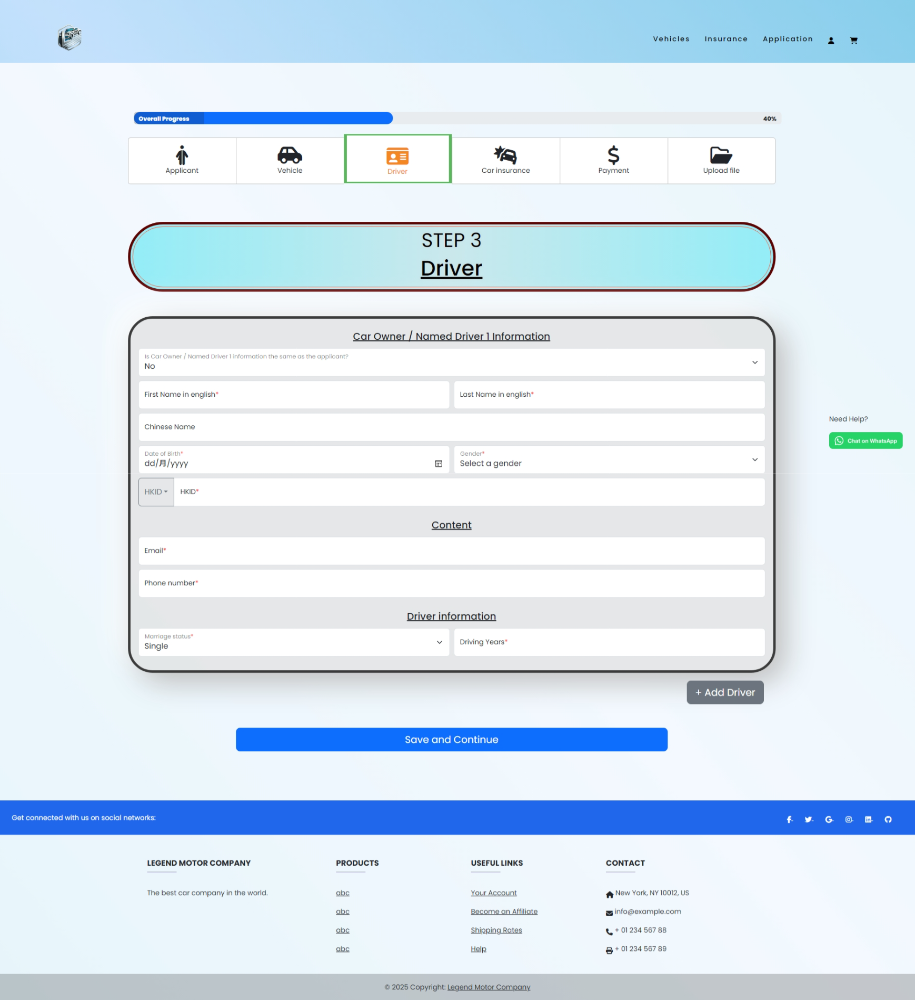 Vehicles Insurance Application
Overall Progress 40%
Applicant Vehicle Driver Car insurance Payment Upload file
STEP 3
Driver
Car Owner / Named Driver 1 Information
Is Car Owner / Named Driver 1 information the same as the applicant?
No
First Name in english* Last Name in english*
Chinese Name
Date of Birth* Gender*
dd/月/yyyy Select a gender
HKID HKID*
Content
Email*
Phone number*
Driver information
Marriage status*
Single
Driving Years*
+ Add Driver
Save and Continue
Need Help?
Chat on WhatsApp
Get connected with us on social networks:
LEGEND MOTOR COMPANY
The best car company in the world.
PRODUCTS
abc
abc
abc
abc
USEFUL LINKS
Your Account
Become an Affiliate
Shipping Rates
Help
CONTACT
New York, NY 10012, US
info@example.com
+ 01 234 567 88
+ 01 234 567 89
© 2025 Copyright: Legend Motor Company